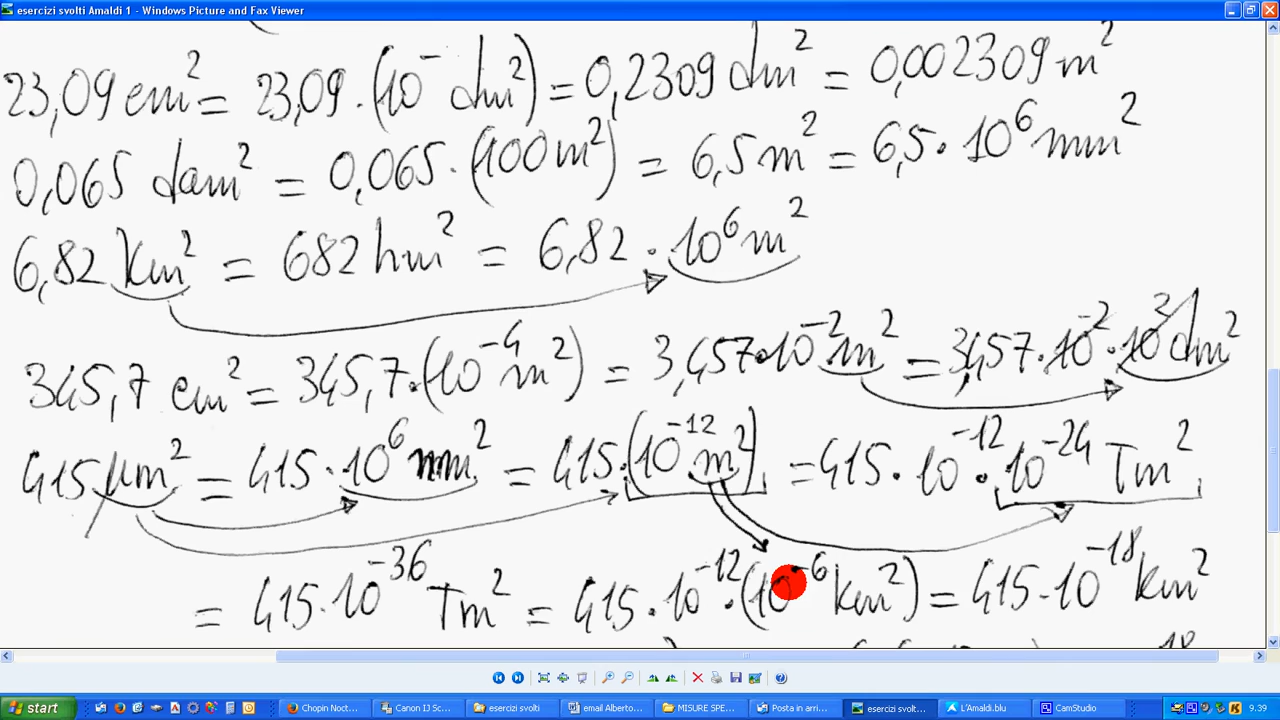 esercizi svolti Amaldi 1 - Windows Picture and Fax Viewer
23,09 cm² = 23,09 · (10⁻ dm²) = 0,2309 dm² = 0,002309 m²
0,065 dam² = 0,065 · (100 m²) = 6,5 m² = 6,5 · 10⁶ mm²
6,82 km² = 682 hm² = 6,82 · 10⁶ m²
345,7 cm² = 345,7 · (10⁻⁴ m²) = 3,457 · 10⁻² m² = 3,457 · 10⁻² · 10² dm²
415 µm² = 415 · 10⁶ nm² = 415 · (10⁻¹² m²) = 415 · 10⁻¹² · 10⁻²⁴ Tm²
= 415 · 10⁻³⁶ Tm² = 415 · 10⁻¹² · (10⁻⁶ km²) = 415 · 10⁻¹⁸ km²
start Chopin Noct... Canon IJ Sc... esercizi svolti email Alberto... MISURE SPE... Posta in arri... esercizi svolt... L'Amaldi.blu CamStudio 9.39